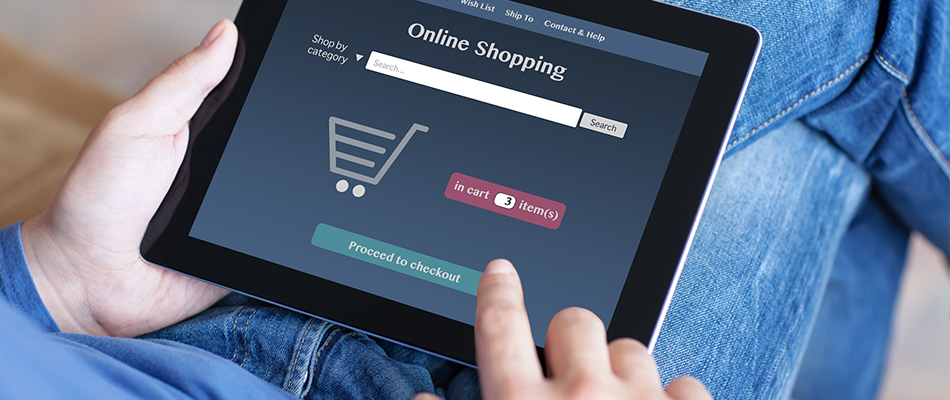 Wish List Ship To Contact & Help
Online Shopping
Shop by
category
Search...
Search
in cart 3 item(s)
Proceed to checkout